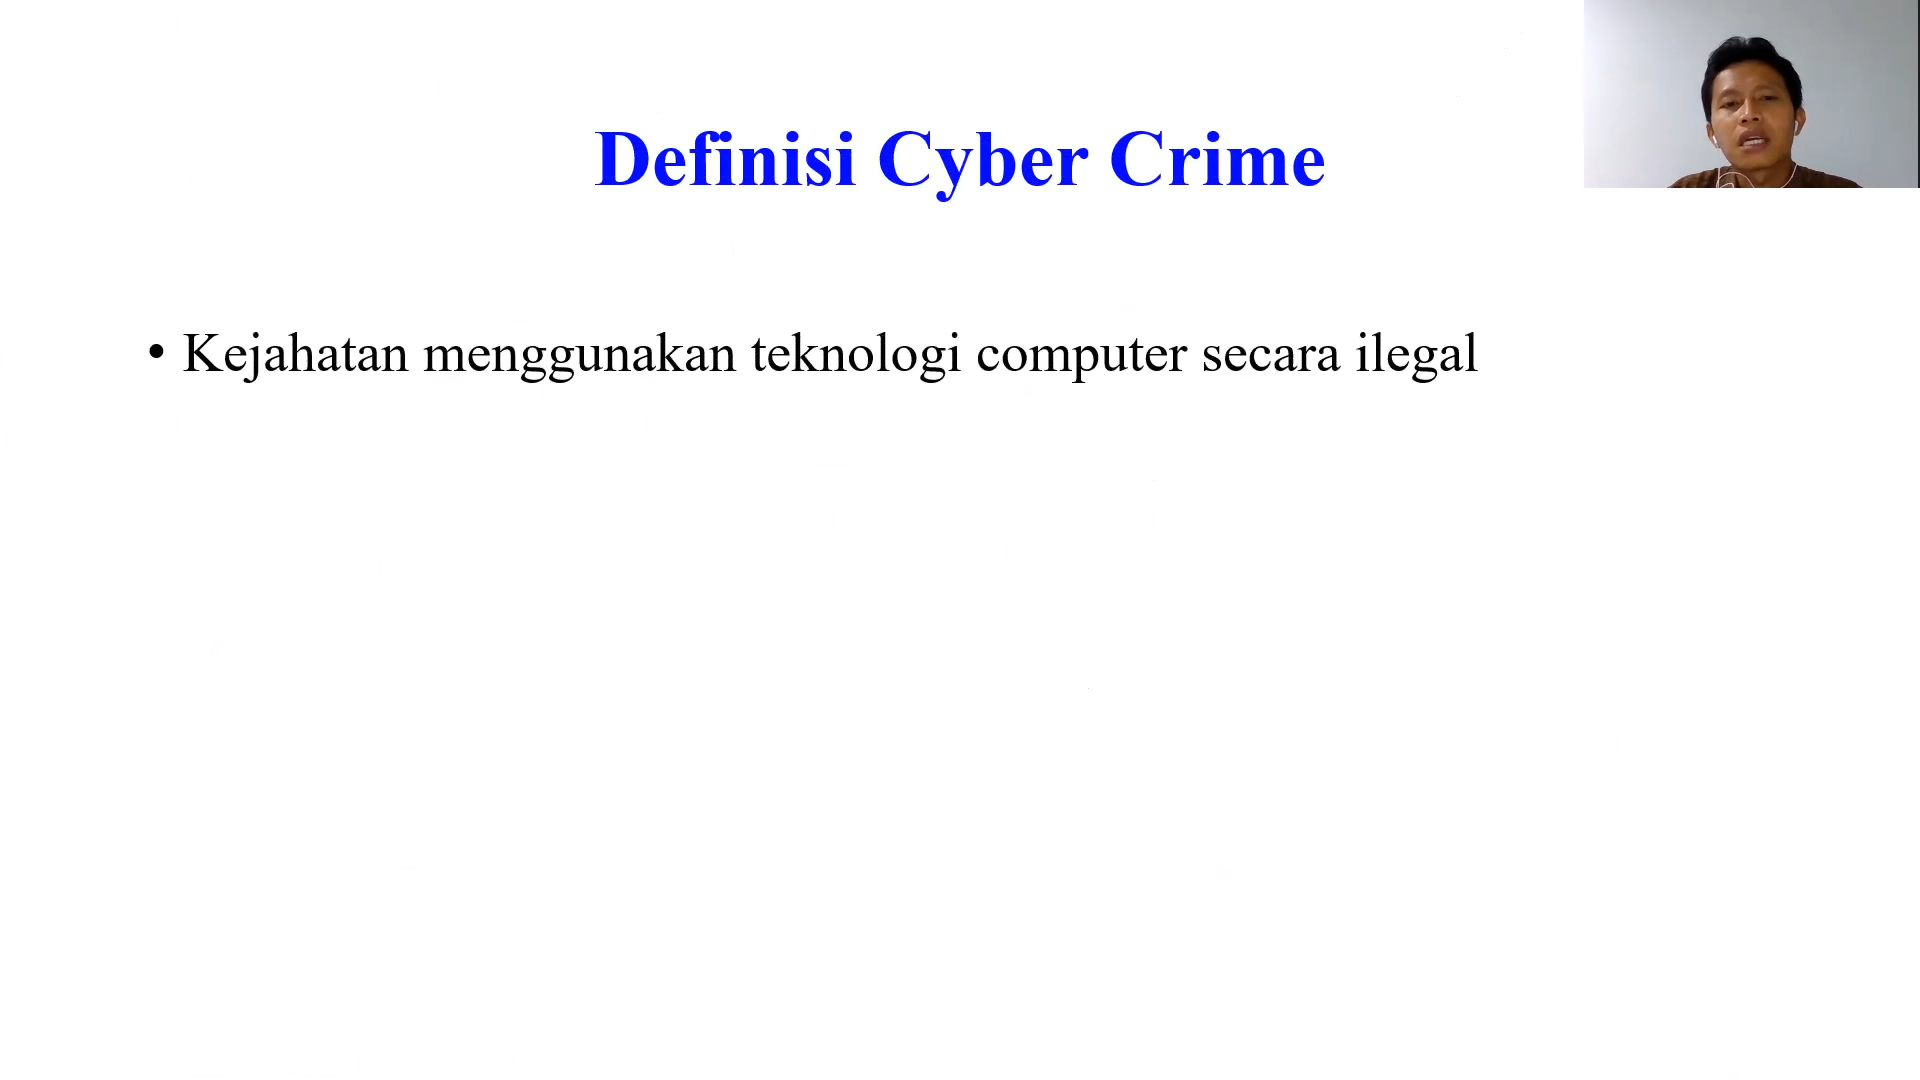 Definisi Cyber Crime
• Kejahatan menggunakan teknologi computer secara ilegal